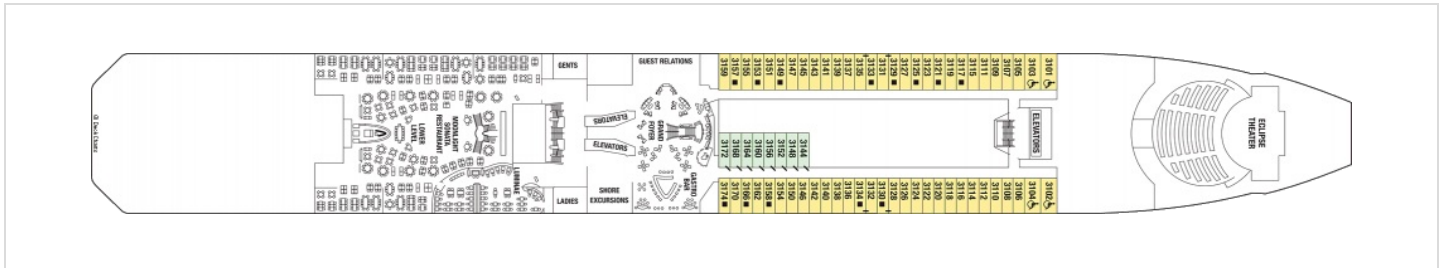 GENTS
GUEST RELATIONS
3159 3157 3155 3153 3151 3149 3147 3145 3143 3141 3139 3137 3135 3133 3131 3129 3127 3125 3123 3121 3119 3117 3115 3111 3109 3107 3105 3103 3101
ELEVATORS
ELEVATORS
GRAND
FOYER
MOONLIGHT
SONATA
RESTAURANT
LOWER
LEVEL
3172 3168 3164 3160 3156 3152 3148 3144
ELEVATORS
ECLIPSE
THEATER
GASTRO
BAR
LADIES
SHORE
EXCURSIONS
3174 3170 3166 3162 3158 3154 3150 3146 3142 3140 3138 3136 3134 3132 3130 3128 3126 3124 3122 3120 3118 3116 3114 3112 3110 3108 3106 3104 3102